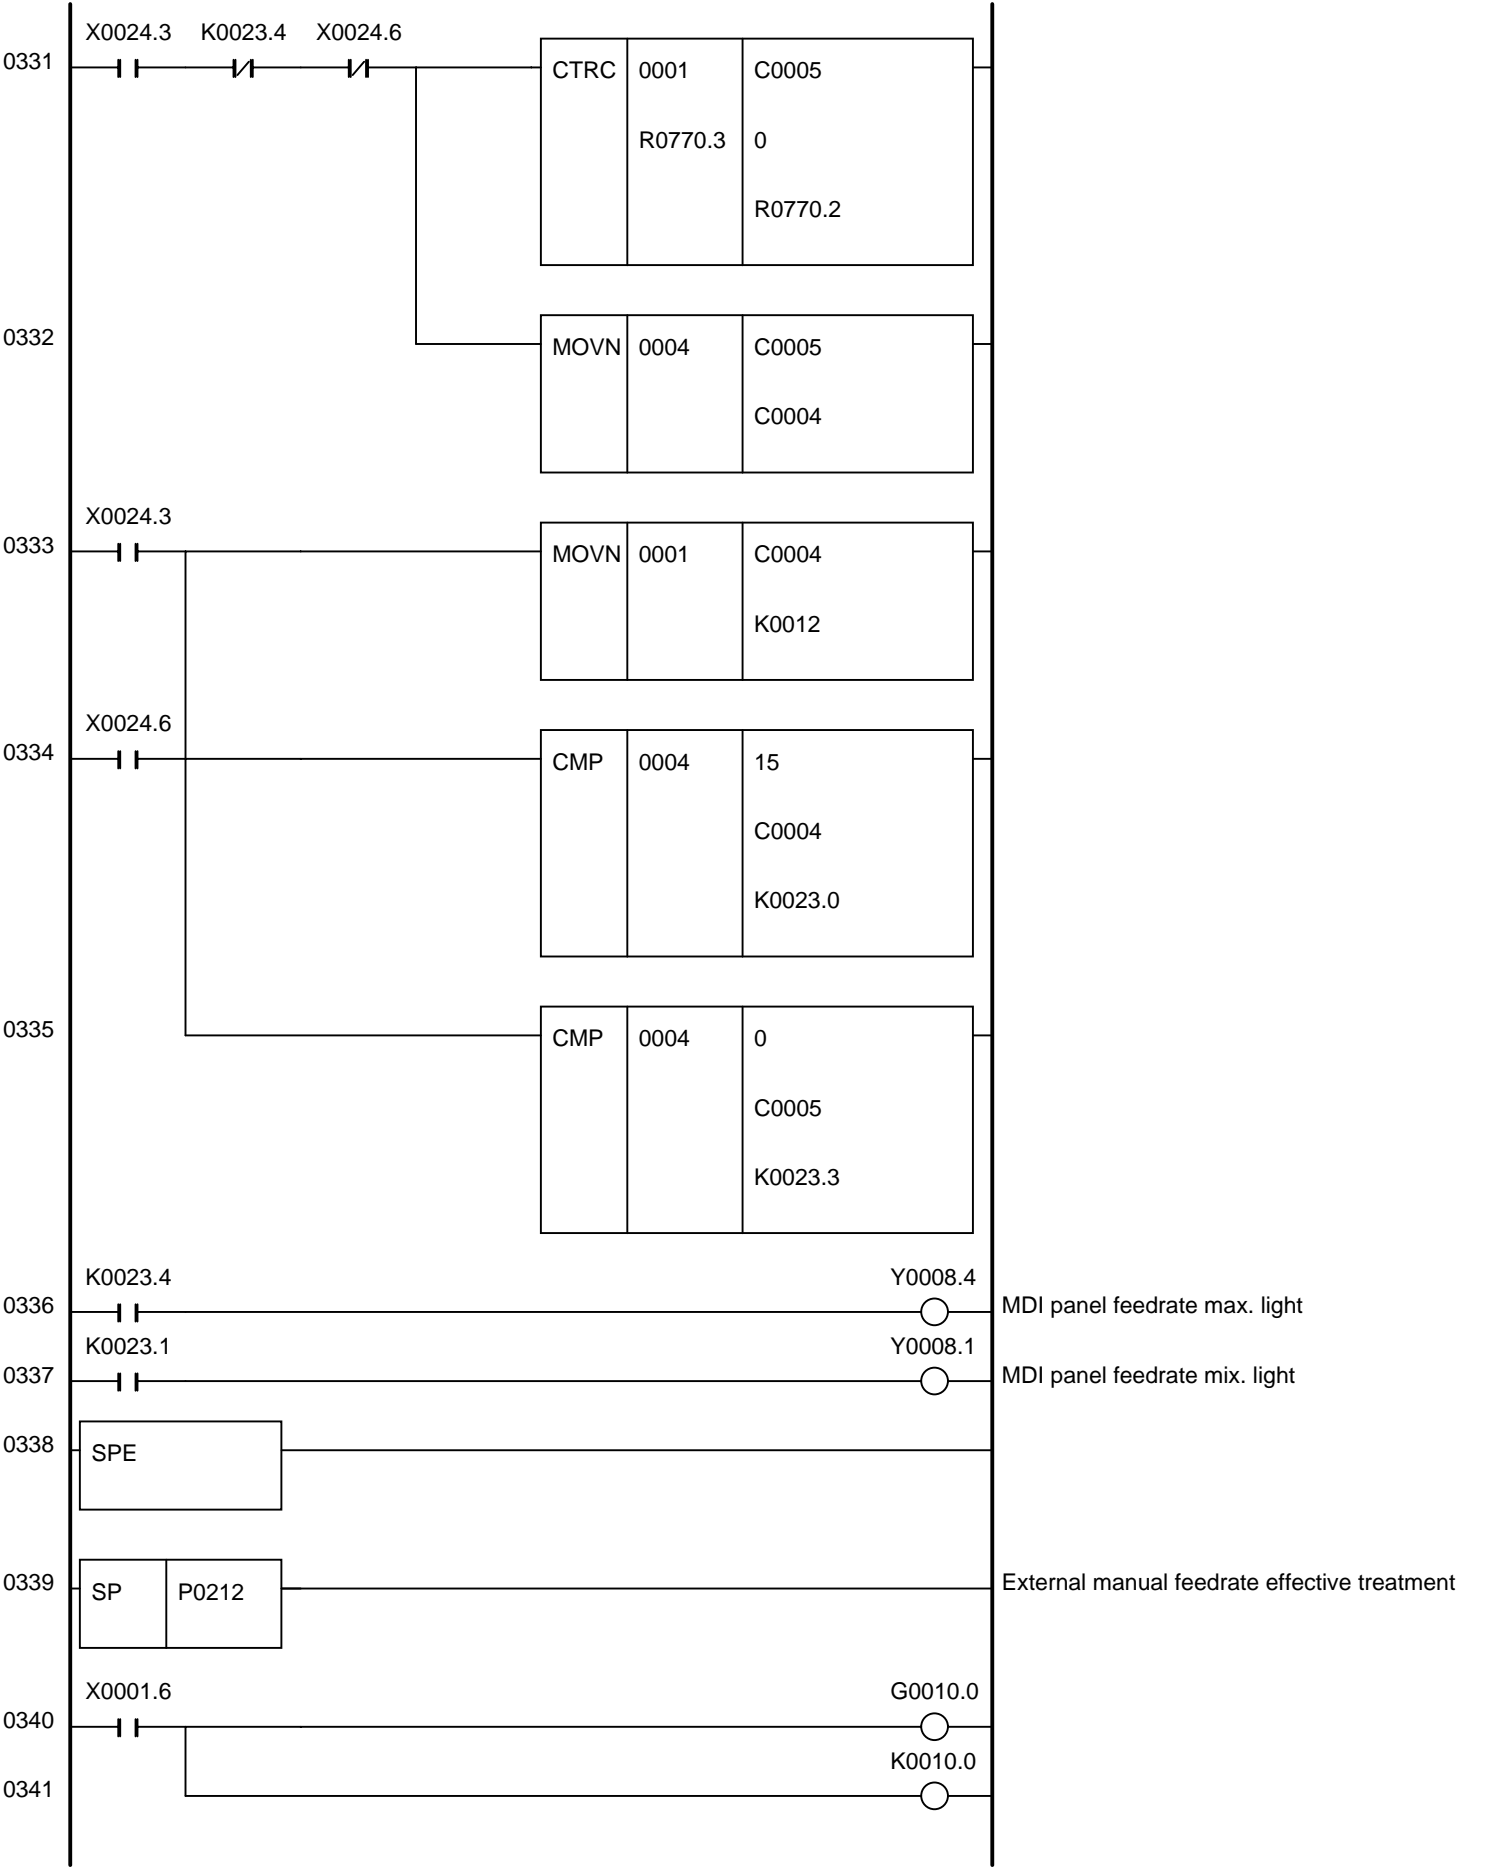 X0024.3 K0023.4 X0024.6
0331 CTRC 0001 C0005
R0770.3 0
R0770.2
0332 MOVN 0004 C0005
C0004
X0024.3
0333 MOVN 0001 C0004
K0012
X0024.6
0334 CMP 0004 15
C0004
K0023.0
0335 CMP 0004 0
C0005
K0023.3
K0023.4 Y0008.4
0336 MDI panel feedrate max. light
K0023.1 Y0008.1
0337 MDI panel feedrate mix. light
0338 SPE
0339 SP P0212 External manual feedrate effective treatment
X0001.6 G0010.0
0340
K0010.0
0341